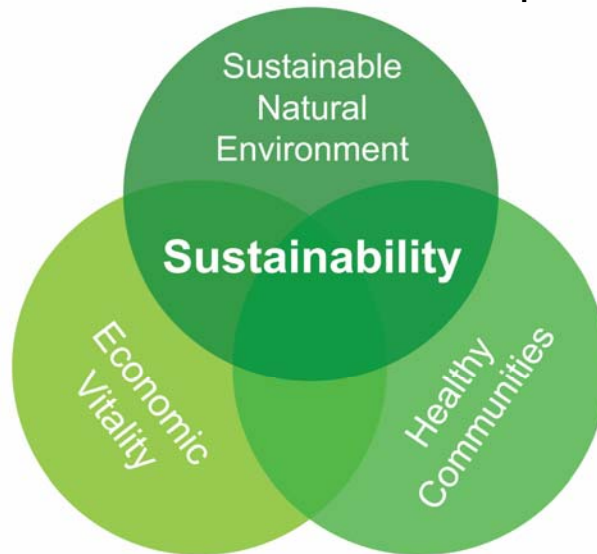 Sustainable
Natural
Environment
Sustainability
Economic
Vitality
Healthy
Communities